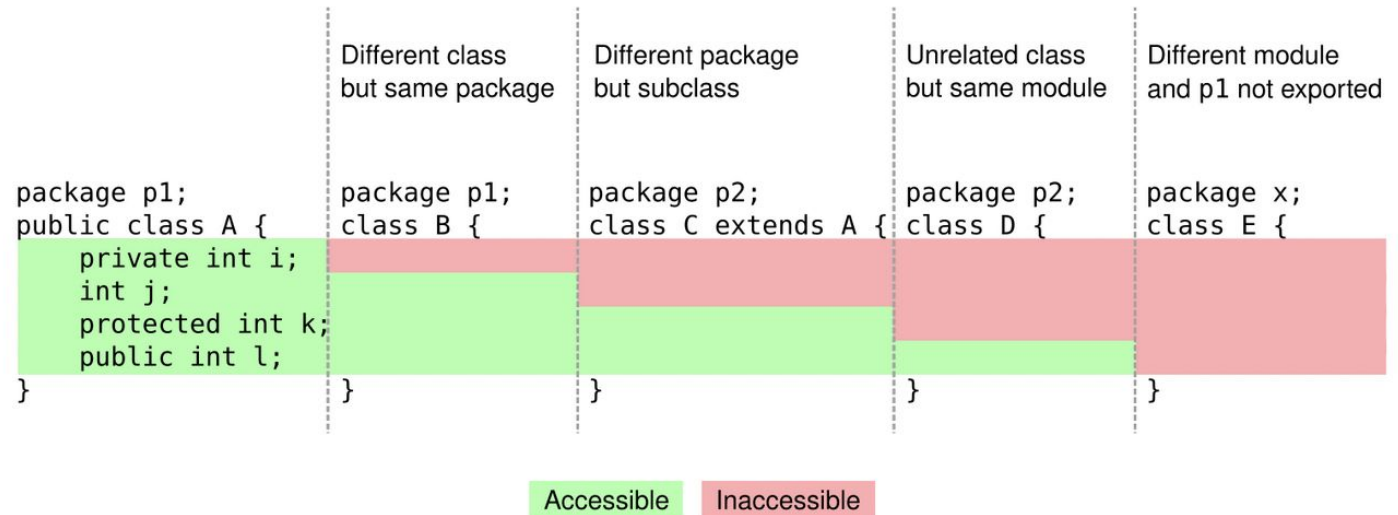 Different class
but same package
Different package
but subclass
Unrelated class
but same module
Different module
and p1 not exported
package p1;
public class A {
    private int i;
    int j;
    protected int k;
    public int l;
}
package p1;
class B {
}
package p2;
class C extends A {
}
package p2;
class D {
}
package x;
class E {
}
Accessible
Inaccessible